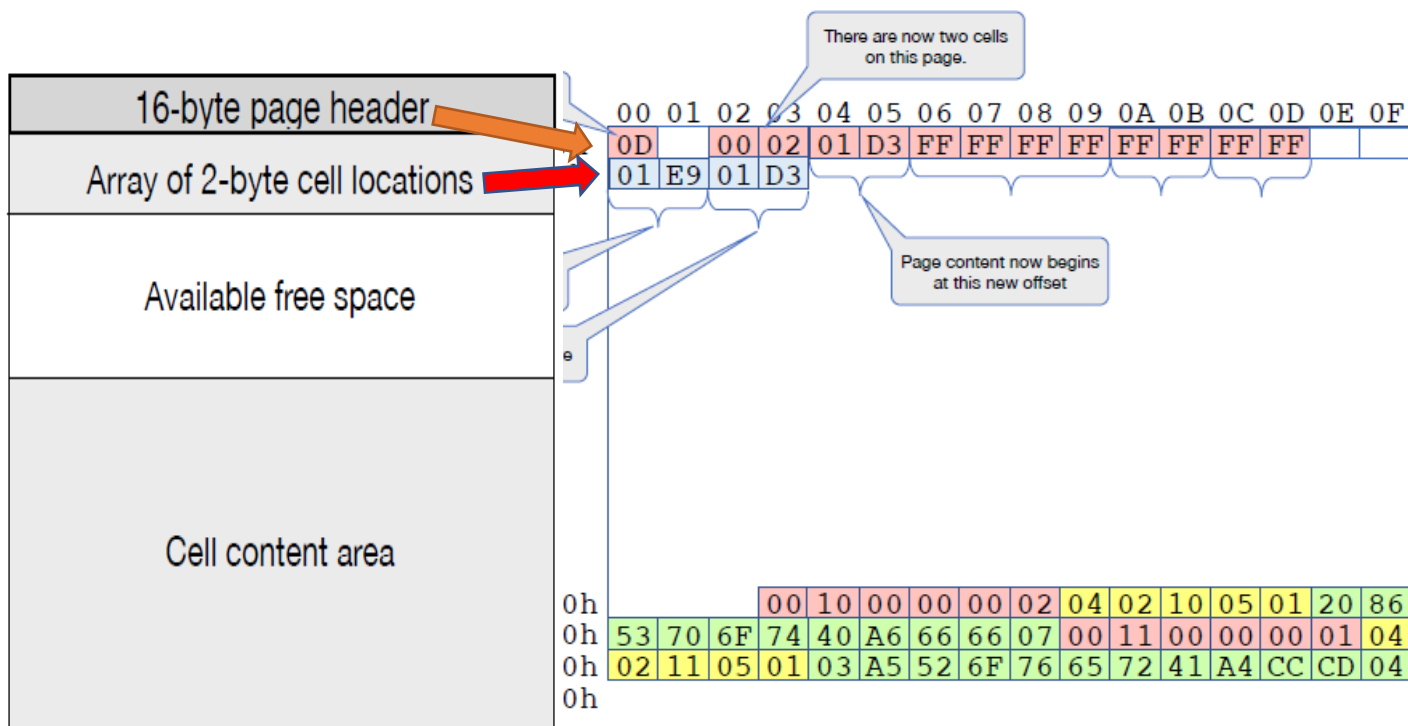 There are now two cells
on this page.
16-byte page header
00 01 02 03 04 05 06 07 08 09 0A 0B 0C 0D 0E 0F
0D 00 02 01 D3 FF FF FF FF FF FF FF FF
Array of 2-byte cell locations
01 E9 01 D3
Page content now begins
at this new offset
Available free space
e
Cell content area
0h 00 10 00 00 00 02 04 02 10 05 01 20 86
0h 53 70 6F 74 40 A6 66 66 07 00 11 00 00 00 01 04
0h 02 11 05 01 03 A5 52 6F 76 65 72 41 A4 CC CD 04
0h